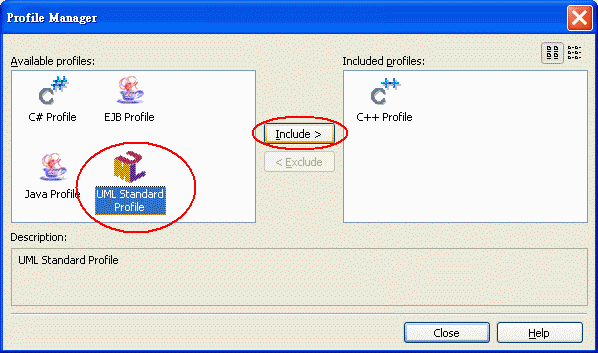 Profile Manager
Available profiles:
Included profiles:
C# Profile
EJB Profile
C++ Profile
Include >
< Exclude
Java Profile
UML Standard
Profile
Description:
UML Standard Profile
Close
Help